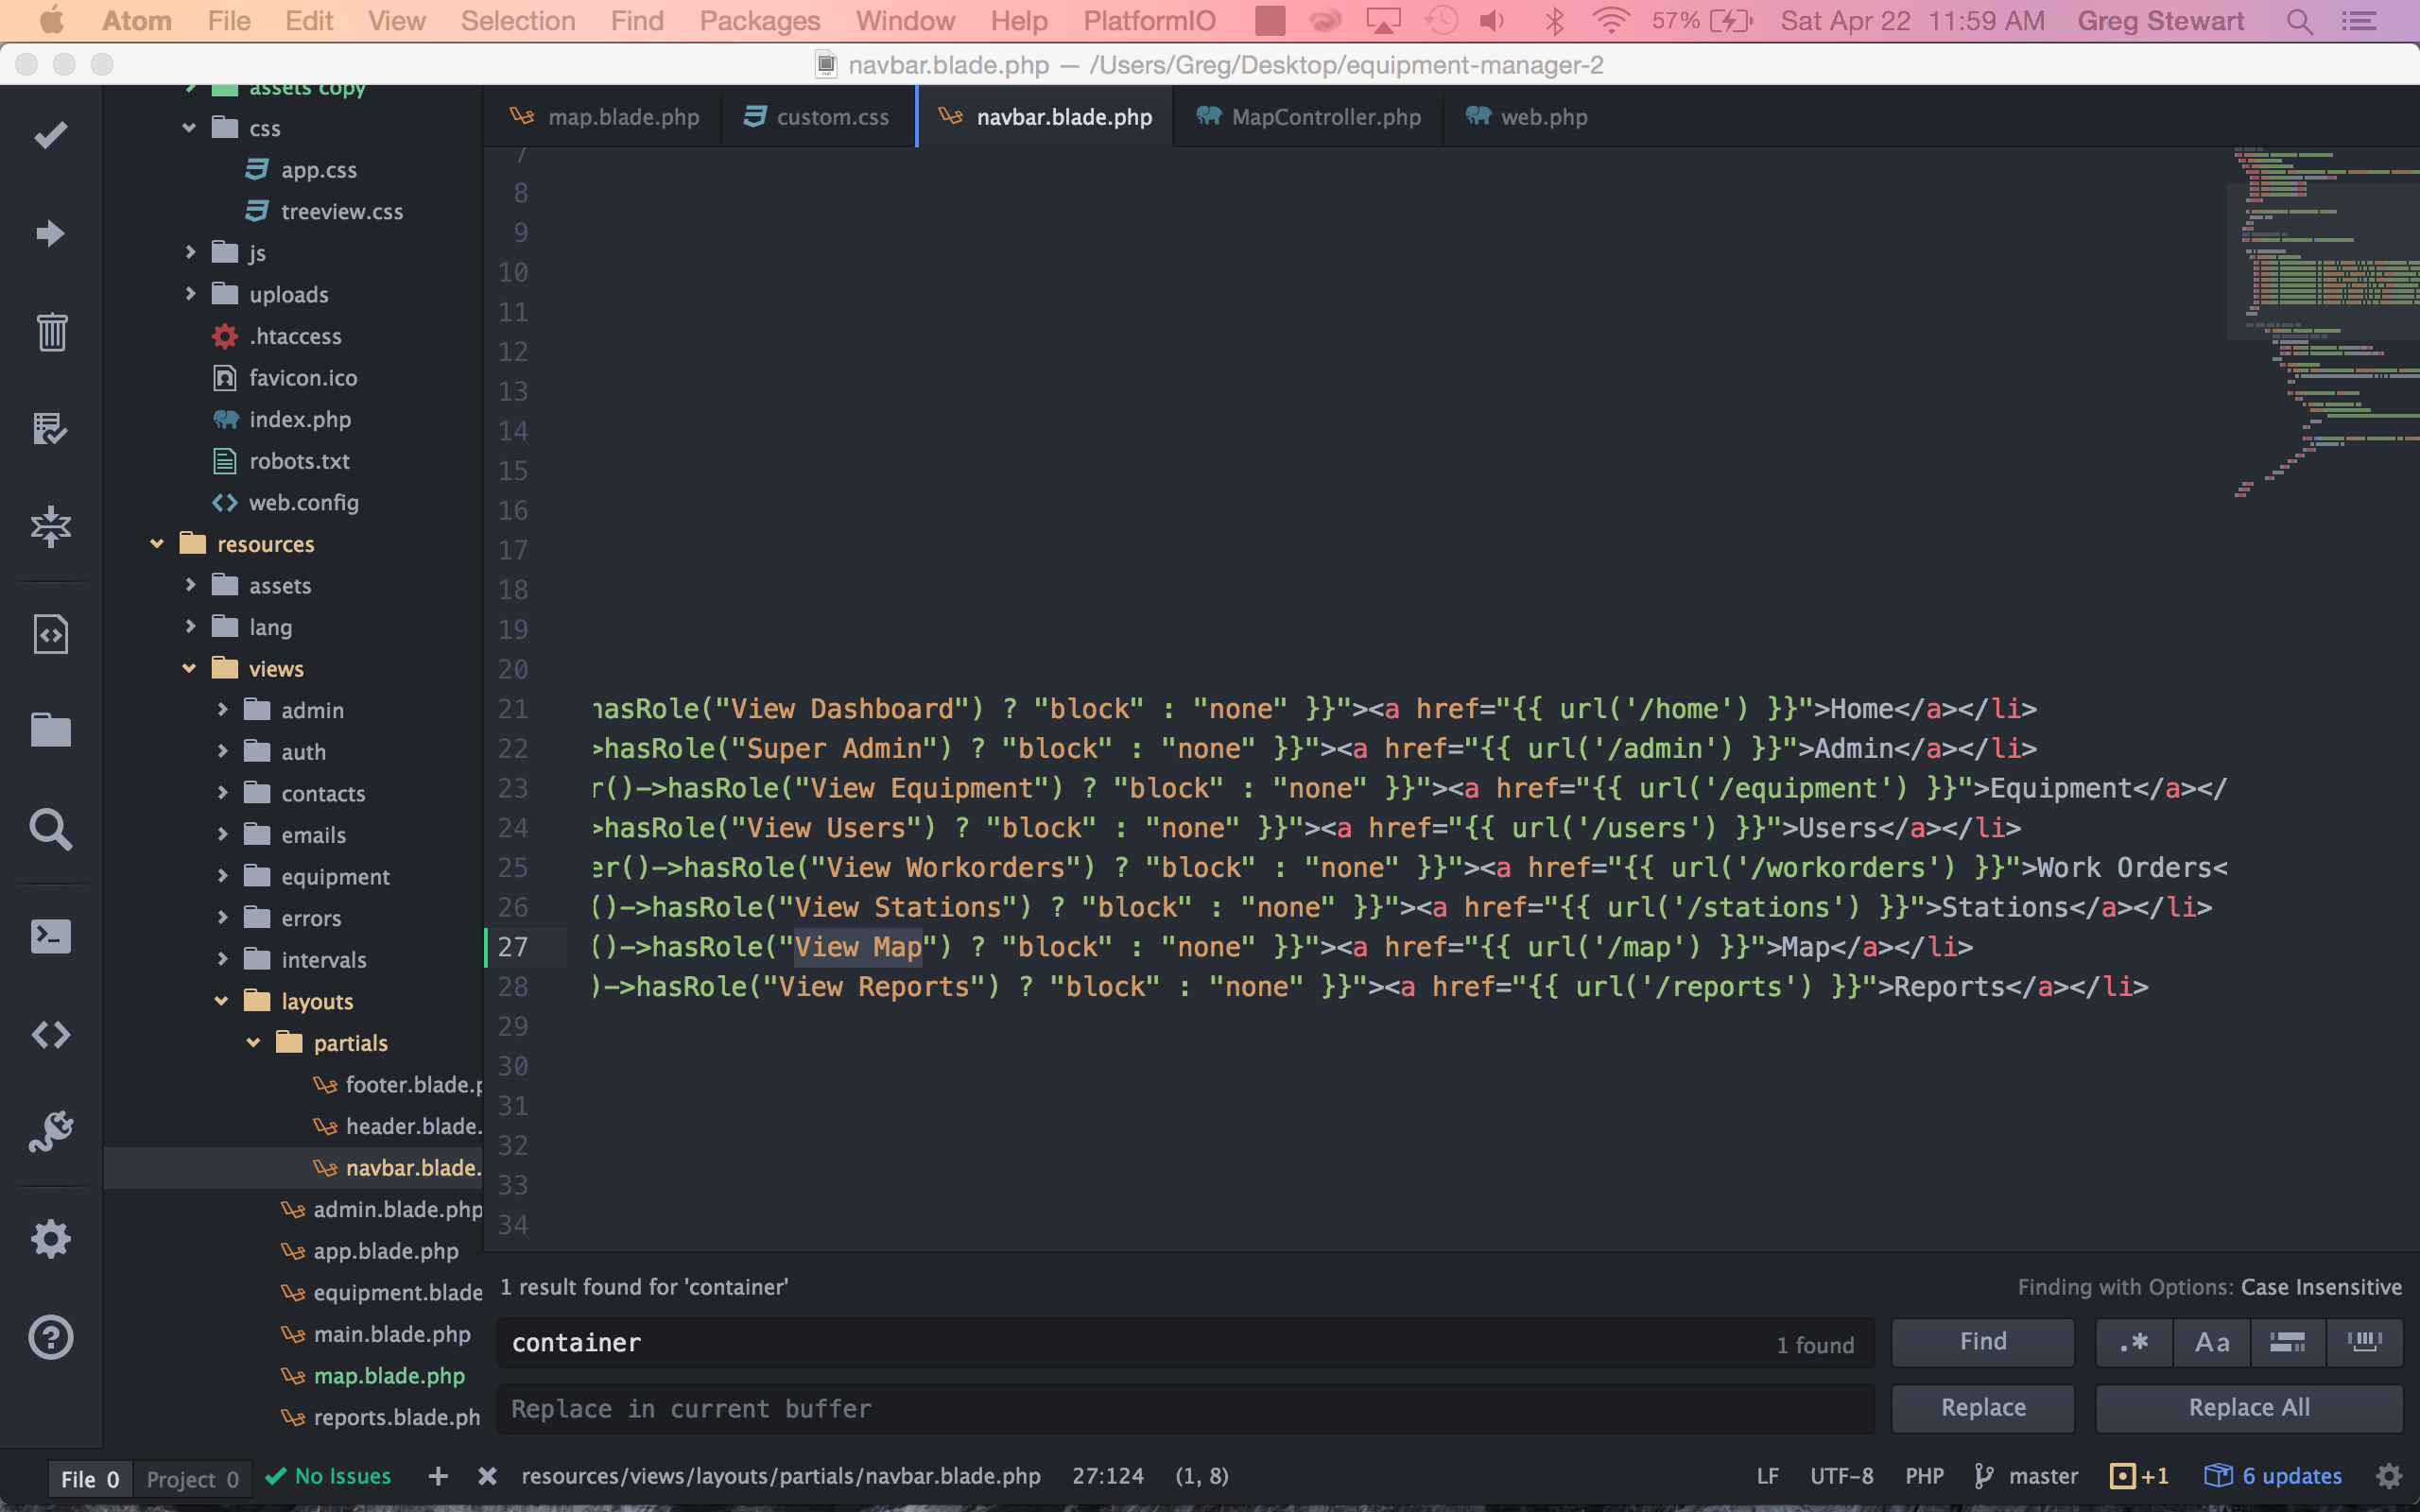 Atom File Edit View Selection Find Packages Window Help PlatformIO 57% Sat Apr 22 11:59 AM Greg Stewart
navbar.blade.php — /Users/Greg/Desktop/equipment-manager-2
assets copy
css
app.css
treeview.css
js
uploads
.htaccess
favicon.ico
index.php
robots.txt
web.config
resources
assets
lang
views
admin
auth
contacts
emails
equipment
errors
intervals
layouts
partials
footer.blade.p
header.blade.
navbar.blade.
admin.blade.php
app.blade.php
equipment.blade
main.blade.php
map.blade.php
reports.blade.ph
map.blade.php custom.css navbar.blade.php MapController.php web.php
7
8
9
10
11
12
13
14
15
16
17
18
19
20
21 hasRole("View Dashboard") ? "block" : "none" }}"><a href="{{ url('/home') }}">Home</a></li>
22 >hasRole("Super Admin") ? "block" : "none" }}"><a href="{{ url('/admin') }}">Admin</a></li>
23 r()->hasRole("View Equipment") ? "block" : "none" }}"><a href="{{ url('/equipment') }}">Equipment</a></
24 >hasRole("View Users") ? "block" : "none" }}"><a href="{{ url('/users') }}">Users</a></li>
25 er()->hasRole("View Workorders") ? "block" : "none" }}"><a href="{{ url('/workorders') }}">Work Orders<
26 ()->hasRole("View Stations") ? "block" : "none" }}"><a href="{{ url('/stations') }}">Stations</a></li>
27 ()->hasRole("View Map") ? "block" : "none" }}"><a href="{{ url('/map') }}">Map</a></li>
28 )->hasRole("View Reports") ? "block" : "none" }}"><a href="{{ url('/reports') }}">Reports</a></li>
29
30
31
32
33
34
1 result found for 'container' Finding with Options: Case Insensitive
container 1 found Find .* Aa
Replace in current buffer Replace Replace All
File 0 Project 0 No Issues + resources/views/layouts/partials/navbar.blade.php 27:124 (1, 8) LF UTF-8 PHP master +1 6 updates